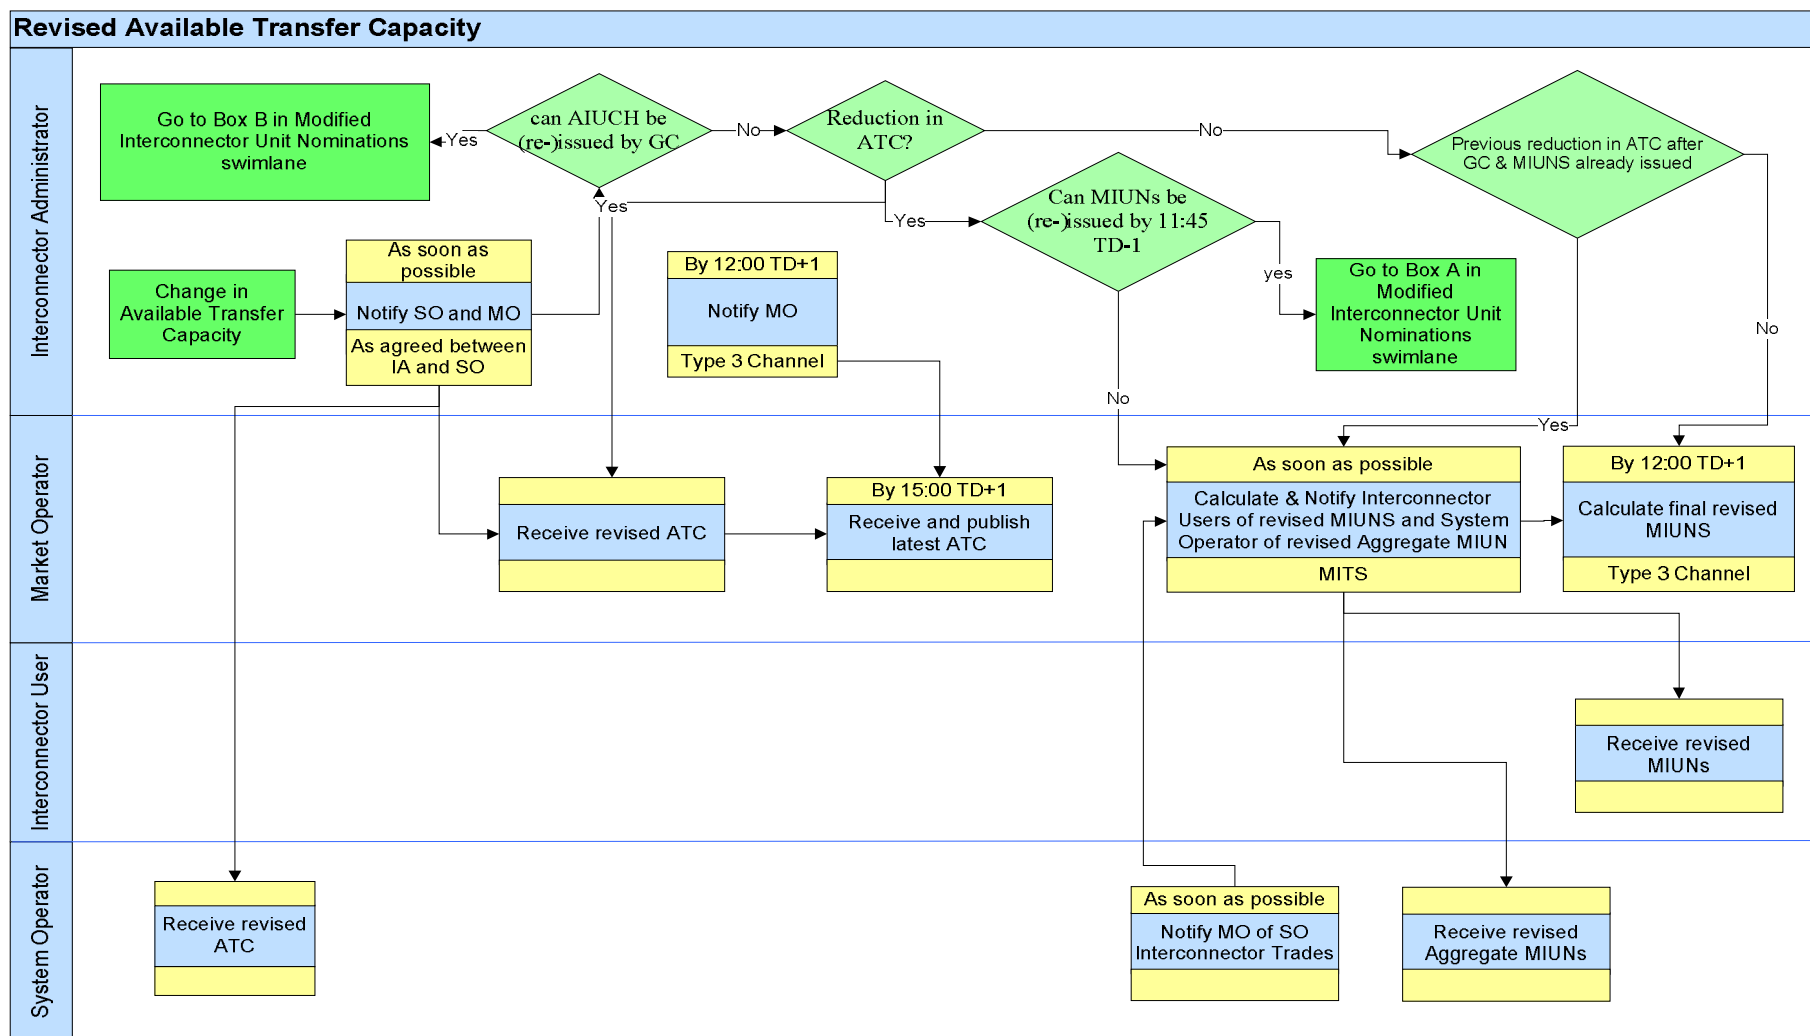 Revised Available Transfer Capacity
Interconnector Administrator
Go to Box B in Modified
Interconnector Unit Nominations
swimlane
Yes
can AIUCH be
(re-)issued by GC
No
Reduction in
ATC?
No
Previous reduction in ATC after
GC & MIUNS already issued
Yes
Yes
Can MIUNs be
(re-)issued by 11:45
TD-1
yes
Go to Box A in
Modified
Interconnector Unit
Nominations
swimlane
No
Change in
Available Transfer
Capacity
As soon as
possible
Notify SO and MO
As agreed between
IA and SO
By 12:00 TD+1
Notify MO
Type 3 Channel
No
Yes
Market Operator
Receive revised ATC
By 15:00 TD+1
Receive and publish
latest ATC
As soon as possible
Calculate & Notify Interconnector
Users of revised MIUNS and System
Operator of revised Aggregate MIUN
MITS
By 12:00 TD+1
Calculate final revised
MIUNS
Type 3 Channel
Interconnector User
Receive revised
MIUNs
System Operator
Receive revised
ATC
As soon as possible
Notify MO of SO
Interconnector Trades
Receive revised
Aggregate MIUNs